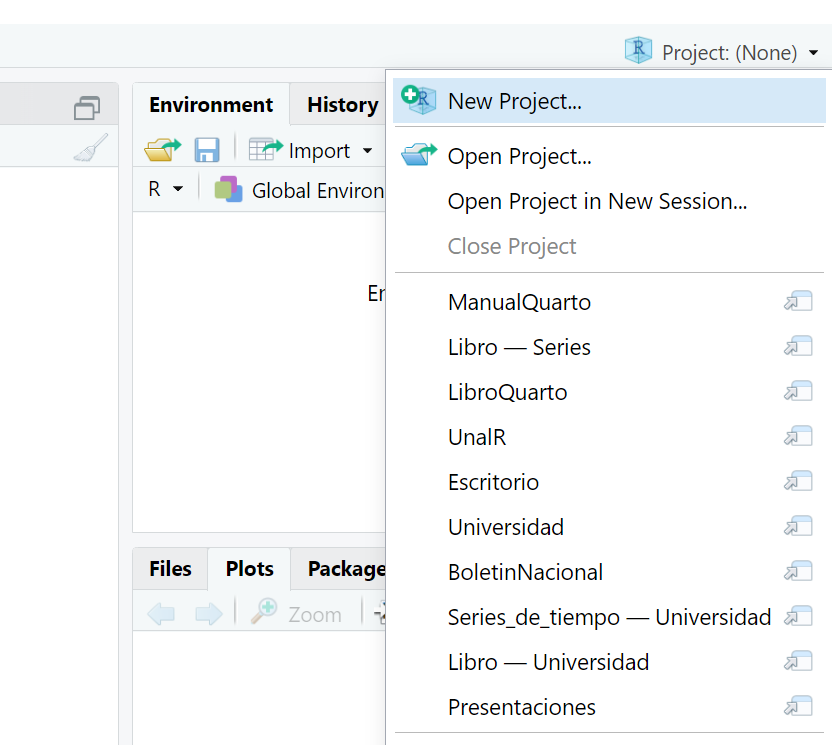 Project: (None)
Environment History
Import
R Global Environ
En
Files Plots Package
Zoom
New Project...
Open Project...
Open Project in New Session...
Close Project
ManualQuarto
Libro — Series
LibroQuarto
UnalR
Escritorio
Universidad
BoletinNacional
Series_de_tiempo — Universidad
Libro — Universidad
Presentaciones